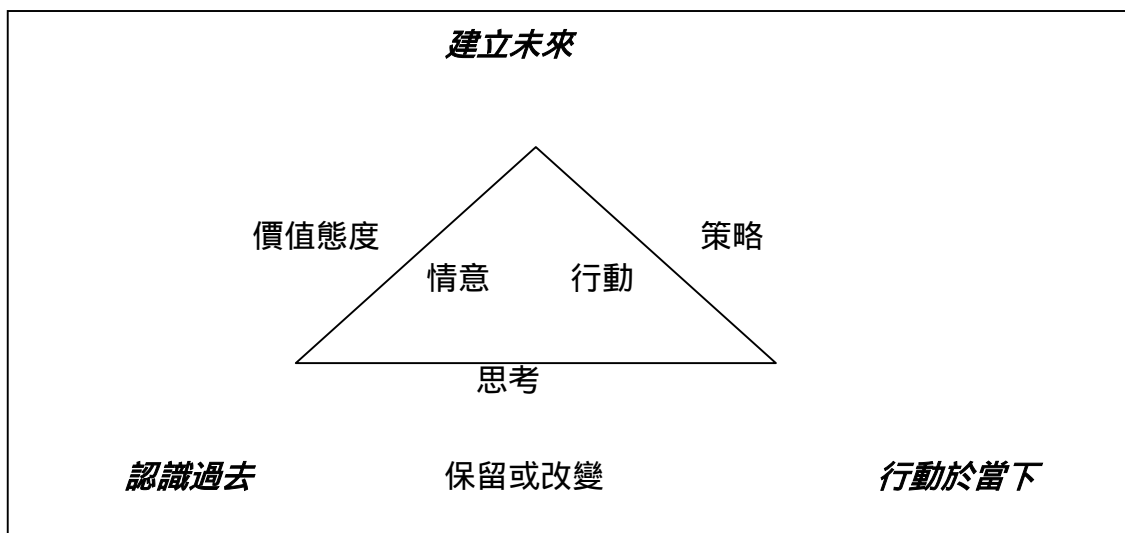 建立未來
價值態度
策略
情意
行動
思考
認識過去
保留或改變
行動於當下